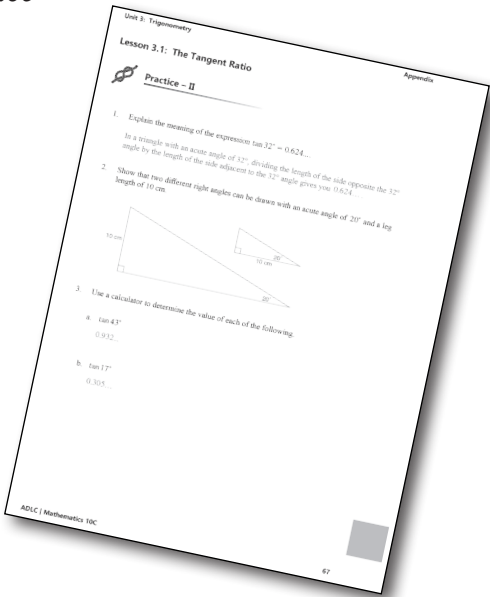 Unit 3: Trigonometry
Appendix
Lesson 3.1: The Tangent Ratio
Practice – II
1. Explain the meaning of the expression tan 32° = 0.624...
In a triangle with an acute angle of 32°, dividing the length of the side opposite the 32°
angle by the length of the side adjacent to the 32° angle gives you 0.624...
2. Show that two different right angles can be drawn with an acute angle of 20° and a leg
length of 10 cm
10 cm
20°
20°
10 cm
3. Use a calculator to determine the value of each of the following.
a. tan 43°
0.932...
b. tan 17°
0.305...
ADLC | Mathematics 10C
67